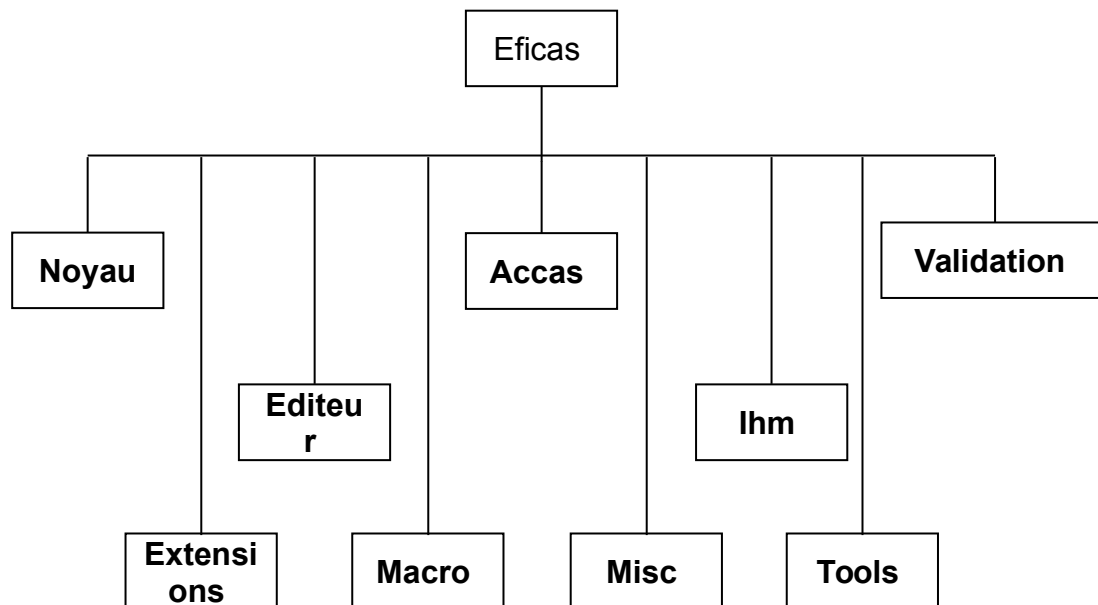 Eficas
Noyau
Accas
Validation
Editeu
r
Ihm
Extensi
ons
Macro
Misc
Tools